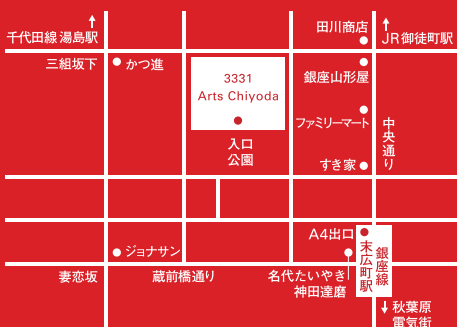 千代田線 湯島駅
田川商店
JR御徒町駅
三組坂下
かつ進
3331
Arts Chiyoda
銀座山形屋
ファミリーマート
中央通り
入口
公園
すき家
A4出口
銀座線
末広町駅
ジョナサン
妻恋坂
蔵前橋通り
名代たいやき
神田達磨
秋葉原
電気街